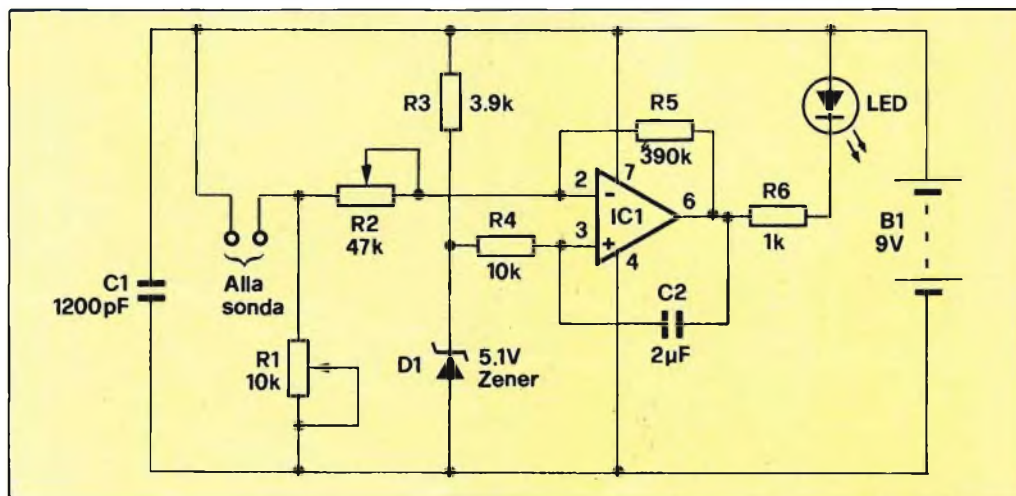 R3
3.9k
R5
390k
LED
2
7
R2
47k
IC1
-
6
R6
1k
R4
10k
3
+
4
B1
9V
C1
1200pF
Alla
sonda
C2
2µF
R1
10k
D1
5.1V
Zener